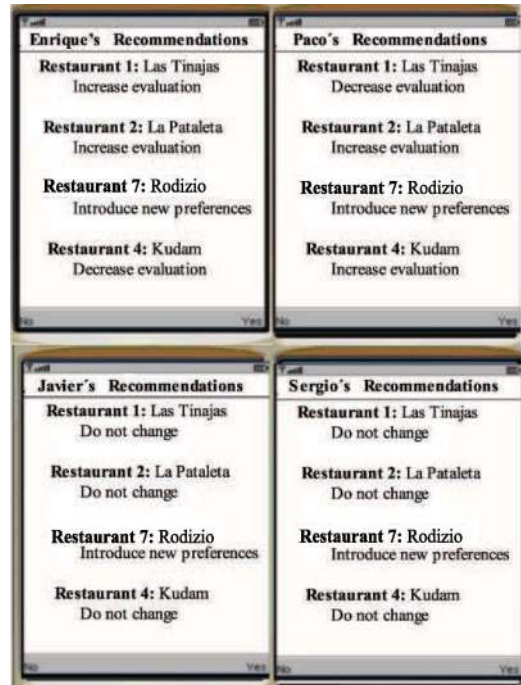 Enrique's Recommendations
Restaurant 1: Las Tinajas
Increase evaluation
Restaurant 2: La Pataleta
Increase evaluation
Restaurant 7: Rodizio
Introduce new preferences
Restaurant 4: Kudam
Decrease evaluation
No Yes
Paco´s Recommendations
Restaurant 1: Las Tinajas
Decrease evaluation
Restaurant 2: La Pataleta
Increase evaluation
Restaurant 7: Rodizio
Introduce new preferences
Restaurant 4: Kudam
Increase evaluation
No Yes
Javier´s Recommendations
Restaurant 1: Las Tinajas
Do not change
Restaurant 2: La Pataleta
Do not change
Restaurant 7: Rodizio
Introduce new preferences
Restaurant 4: Kudam
Do not change
No Yes
Sergio´s Recommendations
Restaurant 1: Las Tinajas
Do not change
Restaurant 2: La Pataleta
Do not change
Restaurant 7: Rodizio
Introduce new preferences
Restaurant 4: Kudam
Do not change
No Yes